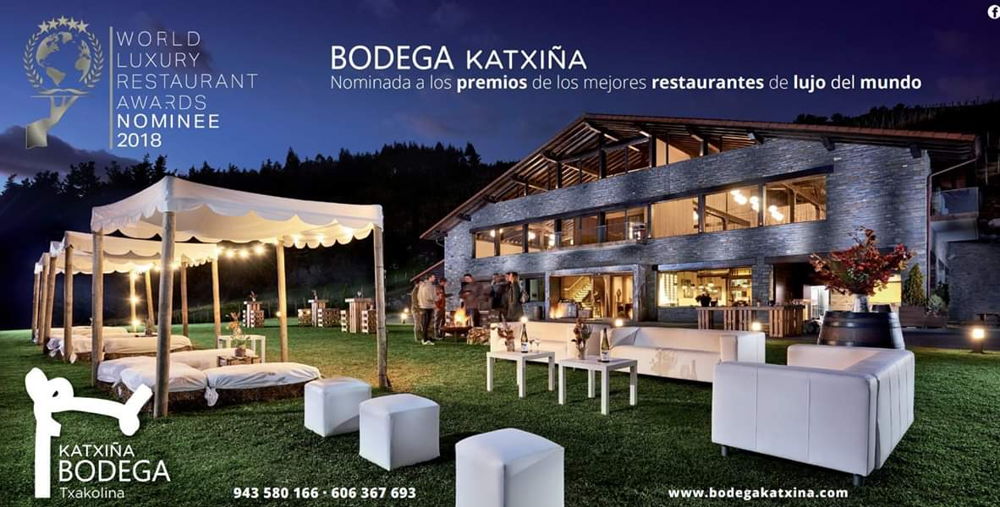 WORLD
LUXURY
RESTAURANT
AWARDS
NOMINEE
2018
BODEGA KATXIÑA
Nominada a los premios de los mejores restaurantes de lujo del mundo
KATXIÑA
BODEGA
Txakolina
943 580 166 · 606 367 693
www.bodegakatxina.com
f